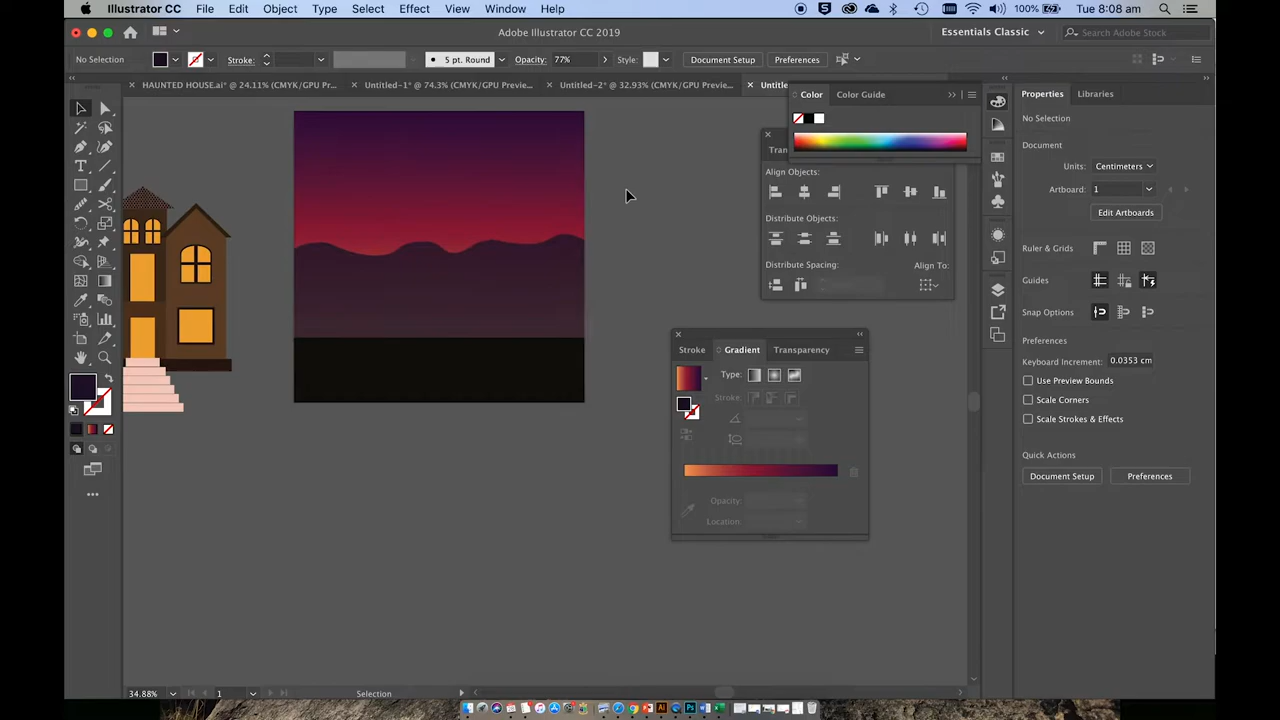 Illustrator CC File Edit Object Type Select Effect View Window Help 100% Tue 8:08 am
Adobe Illustrator CC 2019
Essentials Classic
Search Adobe Stock
No Selection Stroke: 5 pt. Round Opacity: 77% Style: Document Setup Preferences
HAUNTED HOUSE.ai* @ 24.11% (CMYK/GPU Pr...
Untitled-1* @ 74.3% (CMYK/GPU Previe...
Untitled-2* @ 32.93% (CMYK/GPU Previe...
Color Color Guide
Properties Libraries
No Selection
Document
Units: Centimeters
Artboard: 1
Edit Artboards
Ruler & Grids
Guides
Snap Options
Preferences
Keyboard Increment: 0.0353 cm
Use Preview Bounds
Scale Corners
Scale Strokes & Effects
Quick Actions
Document Setup Preferences
Align Objects:
Distribute Objects:
Distribute Spacing: Align To:
Stroke Gradient Transparency
Type:
Stroke:
Opacity:
Location:
34.88% 1 Selection